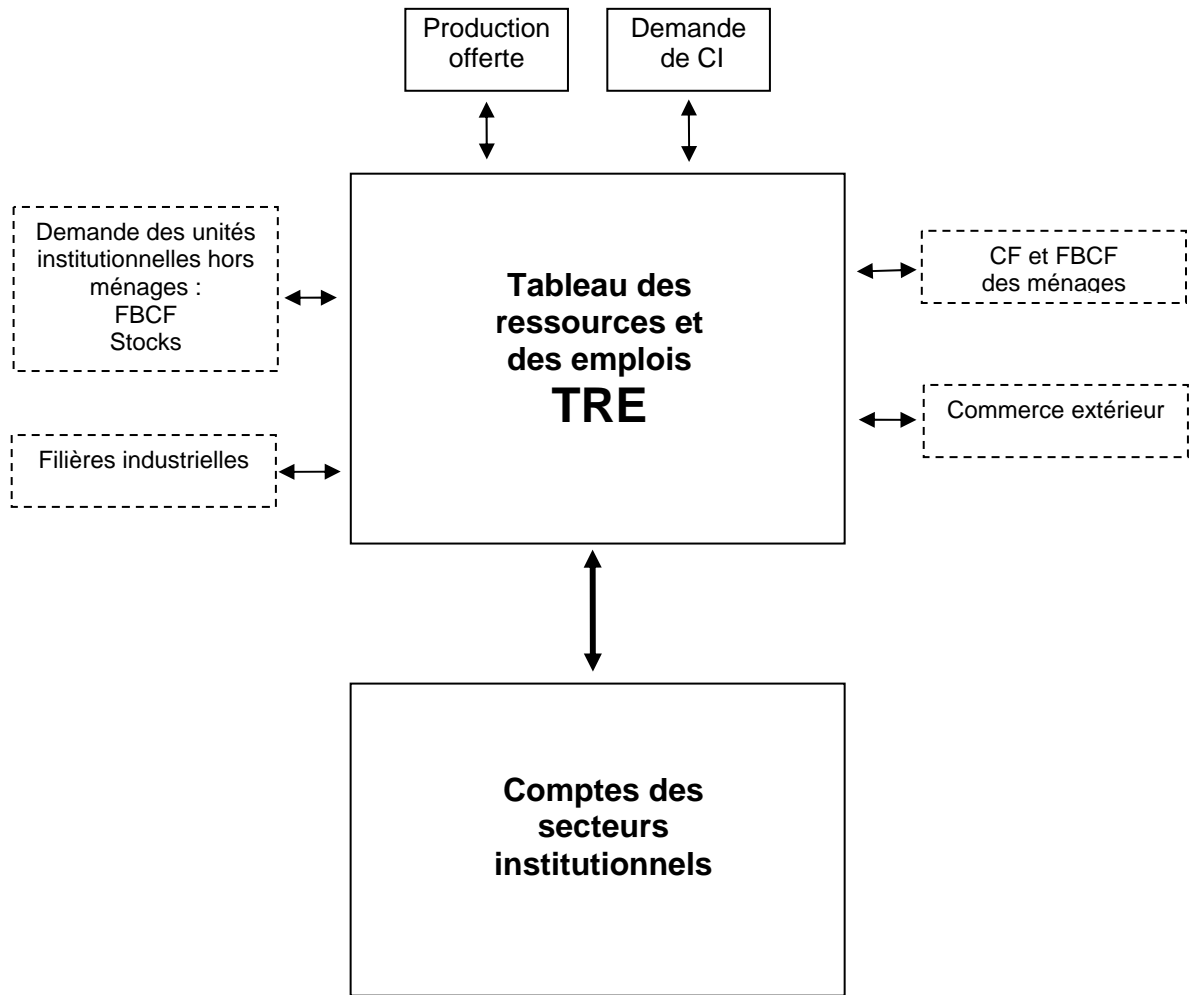 Production
offerte
Demande
de CI
Demande des unités
institutionnelles hors
ménages :
FBCF
Stocks
Filières industrielles
Tableau des
ressources et
des emplois
TRE
CF et FBCF
des ménages
Commerce extérieur
Comptes des
secteurs
institutionnels